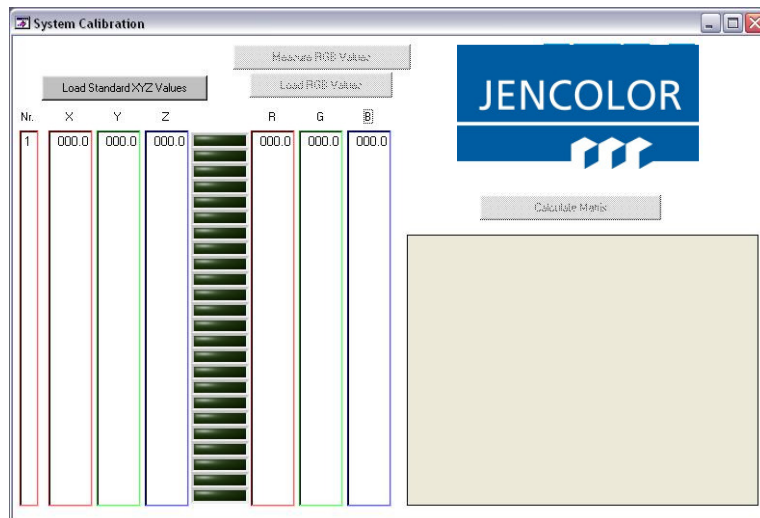 System Calibration
Measure RGB Values
Load Standard XYZ Values
Load RGB Values
JENCOLOR
Nr. X Y Z R G B
1 000.0 000.0 000.0 000.0 000.0 000.0
Calculate Matrix